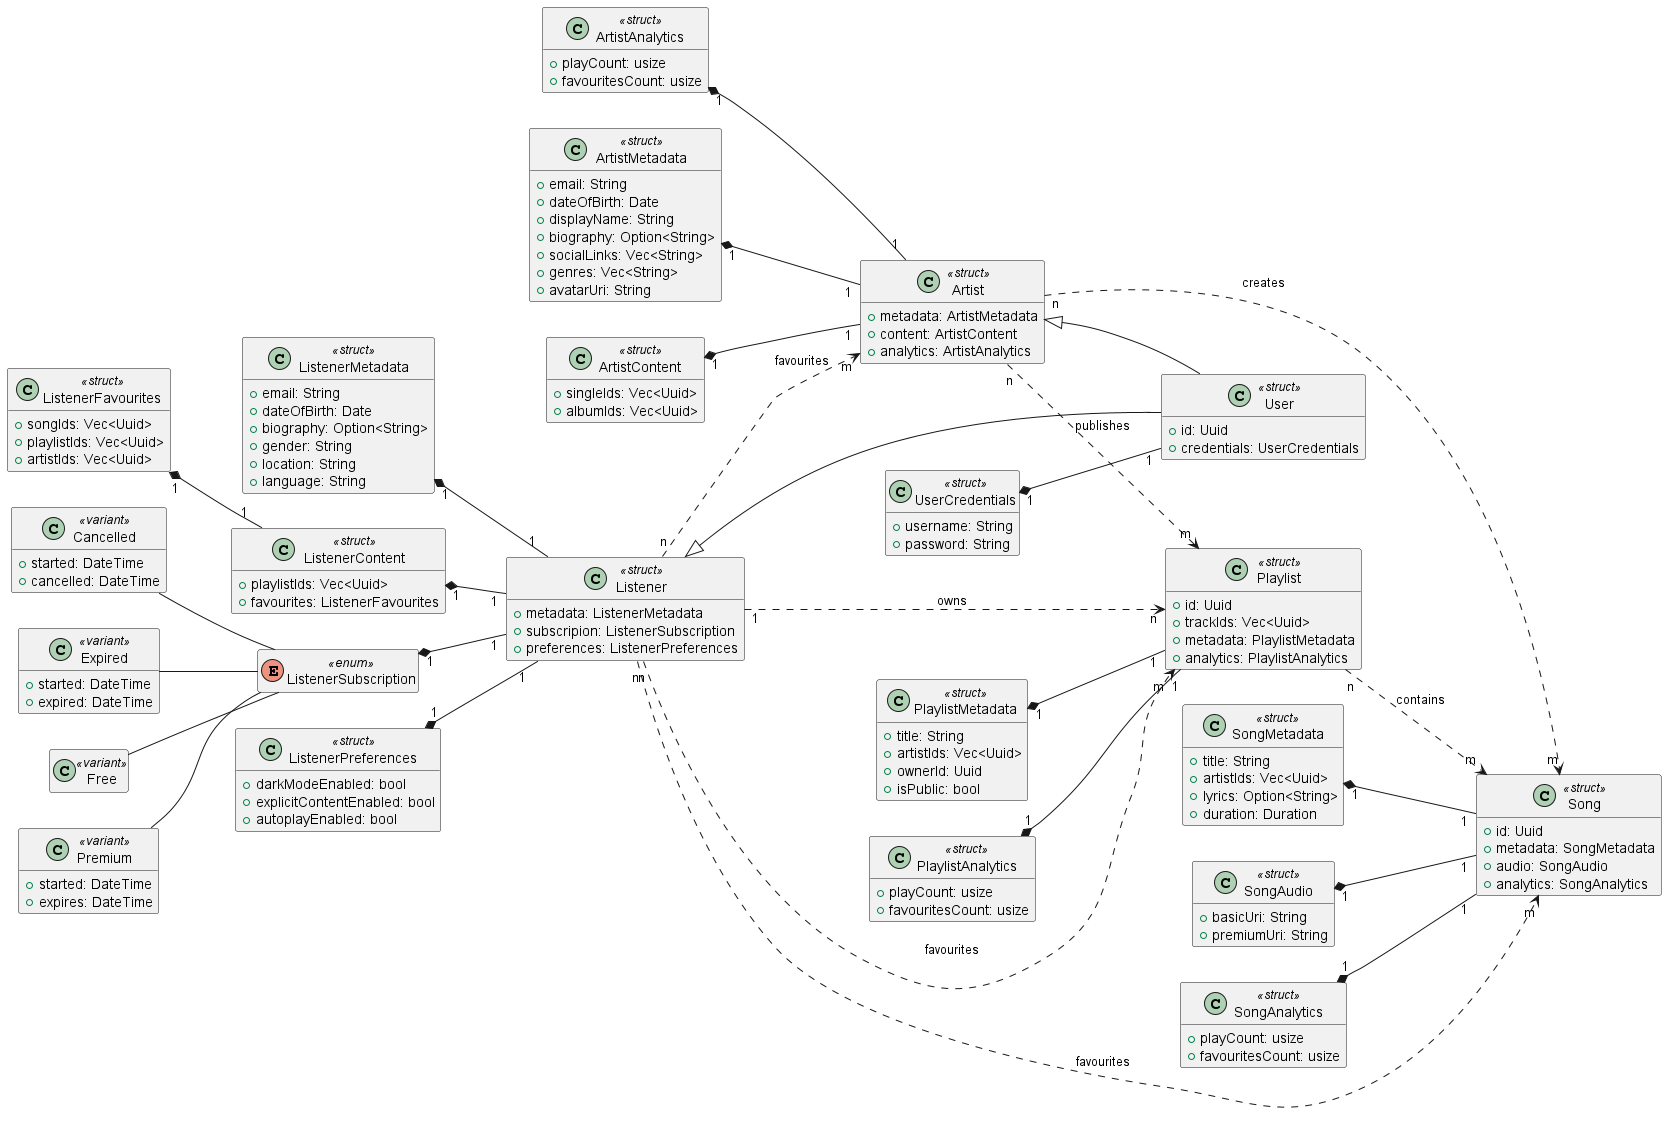 C
«struct»
ArtistAnalytics
playCount: usize
favouritesCount: usize
1
1
C
«struct»
ArtistMetadata
email: String
dateOfBirth: Date
displayName: String
biography: Option<String>
socialLinks: Vec<String>
genres: Vec<String>
avatarUri: String
1
1
C
«struct»
ArtistContent
singleIds: Vec<Uuid>
albumIds: Vec<Uuid>
1
1
C
«struct»
Artist
metadata: ArtistMetadata
content: ArtistContent
analytics: ArtistAnalytics
n
creates
m
n
publishes
m
favourites
m
n
C
«struct»
User
id: Uuid
credentials: UserCredentials
C
«struct»
UserCredentials
username: String
password: String
1
1
C
«struct»
ListenerFavourites
songIds: Vec<Uuid>
playlistIds: Vec<Uuid>
artistIds: Vec<Uuid>
1
1
C
«struct»
ListenerMetadata
email: String
dateOfBirth: Date
biography: Option<String>
gender: String
location: String
language: String
1
1
C
«variant»
Cancelled
started: DateTime
cancelled: DateTime
C
«struct»
ListenerContent
playlistIds: Vec<Uuid>
favourites: ListenerFavourites
1
1
C
«struct»
Listener
metadata: ListenerMetadata
subscripion: ListenerSubscription
preferences: ListenerPreferences
1
owns
n
C
«variant»
Expired
started: DateTime
expired: DateTime
E
«enum»
ListenerSubscription
1
1
C
«variant»
Free
C
«variant»
Premium
started: DateTime
expires: DateTime
C
«struct»
ListenerPreferences
darkModeEnabled: bool
explicitContentEnabled: bool
autoplayEnabled: bool
1
1
n
favourites
m
n
favourites
m
C
«struct»
Playlist
id: Uuid
trackIds: Vec<Uuid>
metadata: PlaylistMetadata
analytics: PlaylistAnalytics
n
contains
m
C
«struct»
PlaylistMetadata
title: String
artistIds: Vec<Uuid>
ownerId: Uuid
isPublic: bool
1
1
C
«struct»
PlaylistAnalytics
playCount: usize
favouritesCount: usize
1
1
C
«struct»
SongMetadata
title: String
artistIds: Vec<Uuid>
lyrics: Option<String>
duration: Duration
1
1
C
«struct»
Song
id: Uuid
metadata: SongMetadata
audio: SongAudio
analytics: SongAnalytics
C
«struct»
SongAudio
basicUri: String
premiumUri: String
1
1
C
«struct»
SongAnalytics
playCount: usize
favouritesCount: usize
1
1